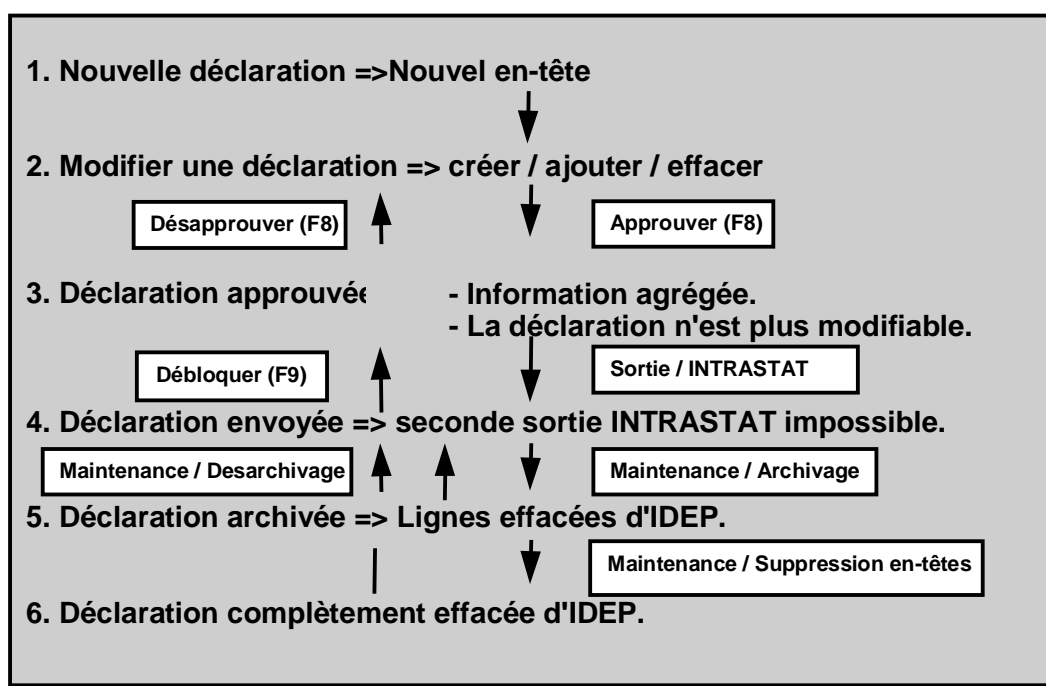 1. Nouvelle déclaration =>Nouvel en-tête
2. Modifier une déclaration => créer / ajouter / effacer
Désapprouver (F8)
Approuver (F8)
3. Déclaration approuvée
- Information agrégée.
- La déclaration n'est plus modifiable.
Débloquer (F9)
Sortie / INTRASTAT
4. Déclaration envoyée => seconde sortie INTRASTAT impossible.
Maintenance / Desarchivage
Maintenance / Archivage
5. Déclaration archivée => Lignes effacées d'IDEP.
Maintenance / Suppression en-têtes
6. Déclaration complètement effacée d'IDEP.